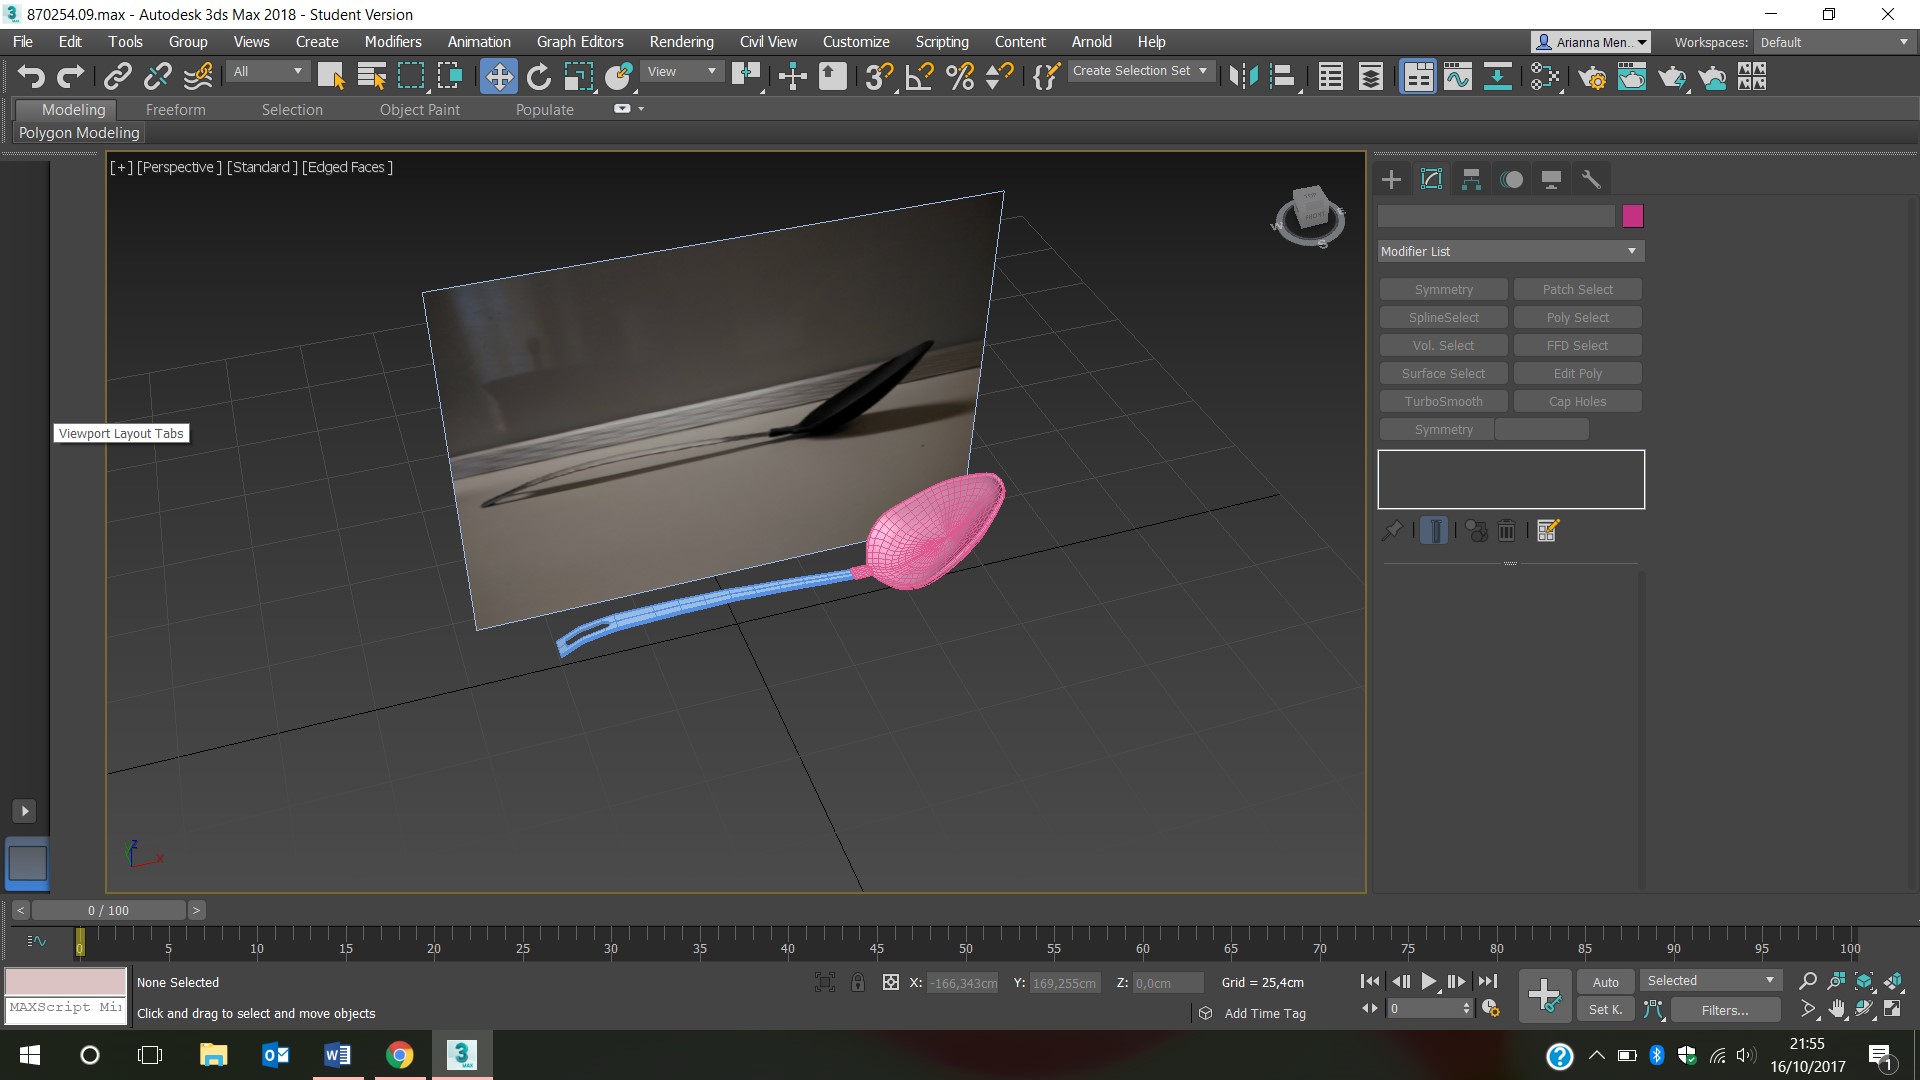 870254.09.max - Autodesk 3ds Max 2018 - Student Version
File Edit Tools Group Views Create Modifiers Animation Graph Editors Rendering Civil View Customize Scripting Content Arnold Help
Arianna Men.. Workspaces: Default
All View Create Selection Set
Modeling Freeform Selection Object Paint Populate
Polygon Modeling
[+] [Perspective ] [Standard ] [Edged Faces ]
Modifier List
Symmetry Patch Select
SplineSelect Poly Select
Vol. Select FFD Select
Surface Select Edit Poly
TurboSmooth Cap Holes
Symmetry
Viewport Layout Tabs
TOP
FRONT
W
S
Z
X
< 0 / 100 >
0 5 10 15 20 25 30 35 40 45 50 55 60 65 70 75 80 85 90 95 100
None Selected X: -166,343cm Y: 169,255cm Z: 0,0cm Grid = 25,4cm Auto Selected
MAXScript Mi
Click and drag to select and move objects Add Time Tag 0 Set K. Filters...
21:55
16/10/2017
1